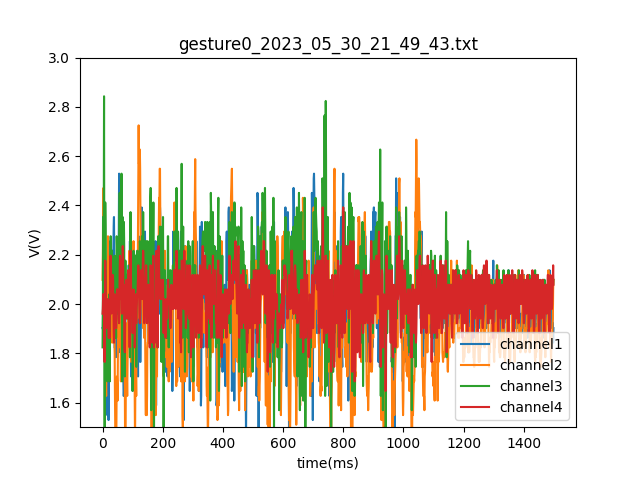 gesture0_2023_05_30_21_49_43.txt
3.0
2.8
2.6
2.4
2.2
2.0
1.8
1.6
V(V)
channel1
channel2
channel3
channel4
0 200 400 600 800 1000 1200 1400
time(ms)